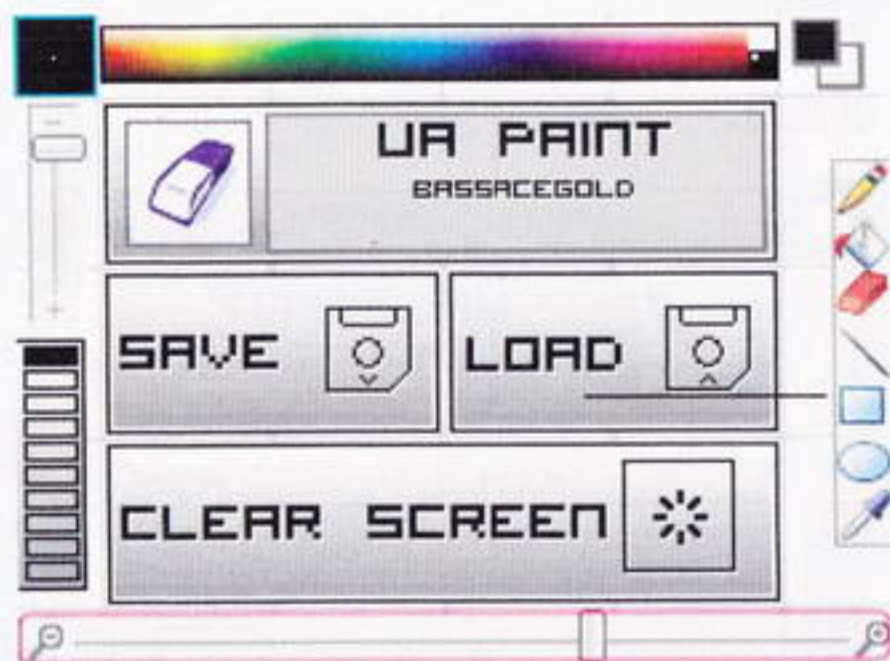 UA PAINT
BASSACEGOLD
SAVE
LOAD
CLEAR SCREEN